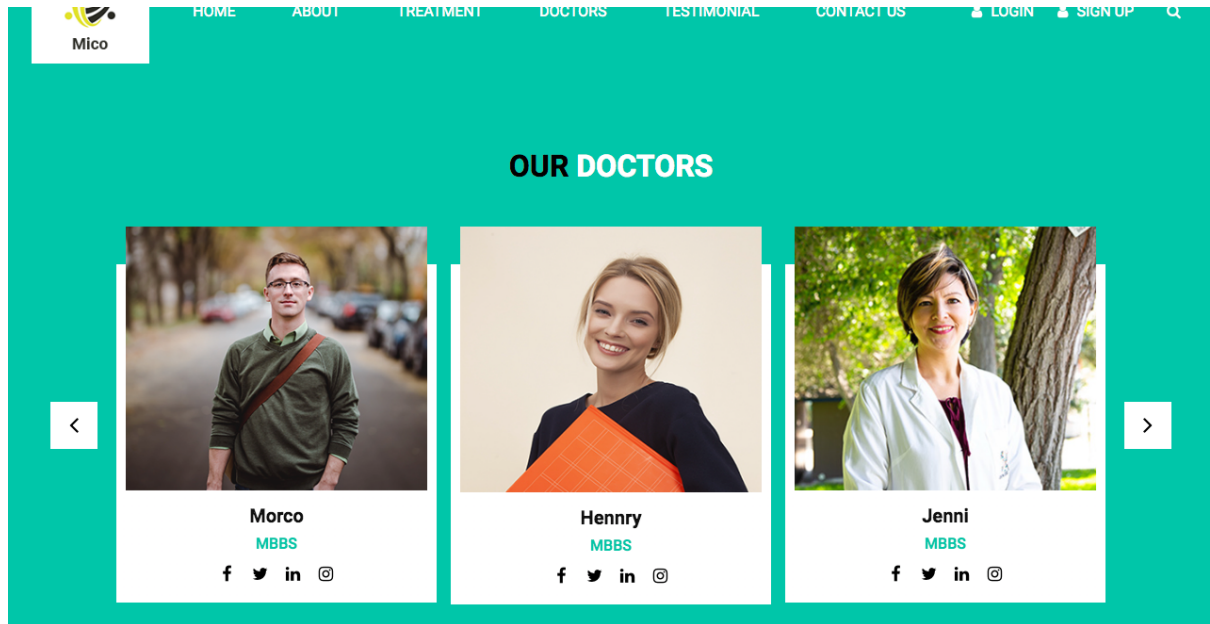 HOME ABOUT TREATMENT DOCTORS TESTIMONIAL CONTACT US LOGIN SIGN UP
Mico
OUR DOCTORS
Morco Hennry Jenni
MBBS MBBS MBBS